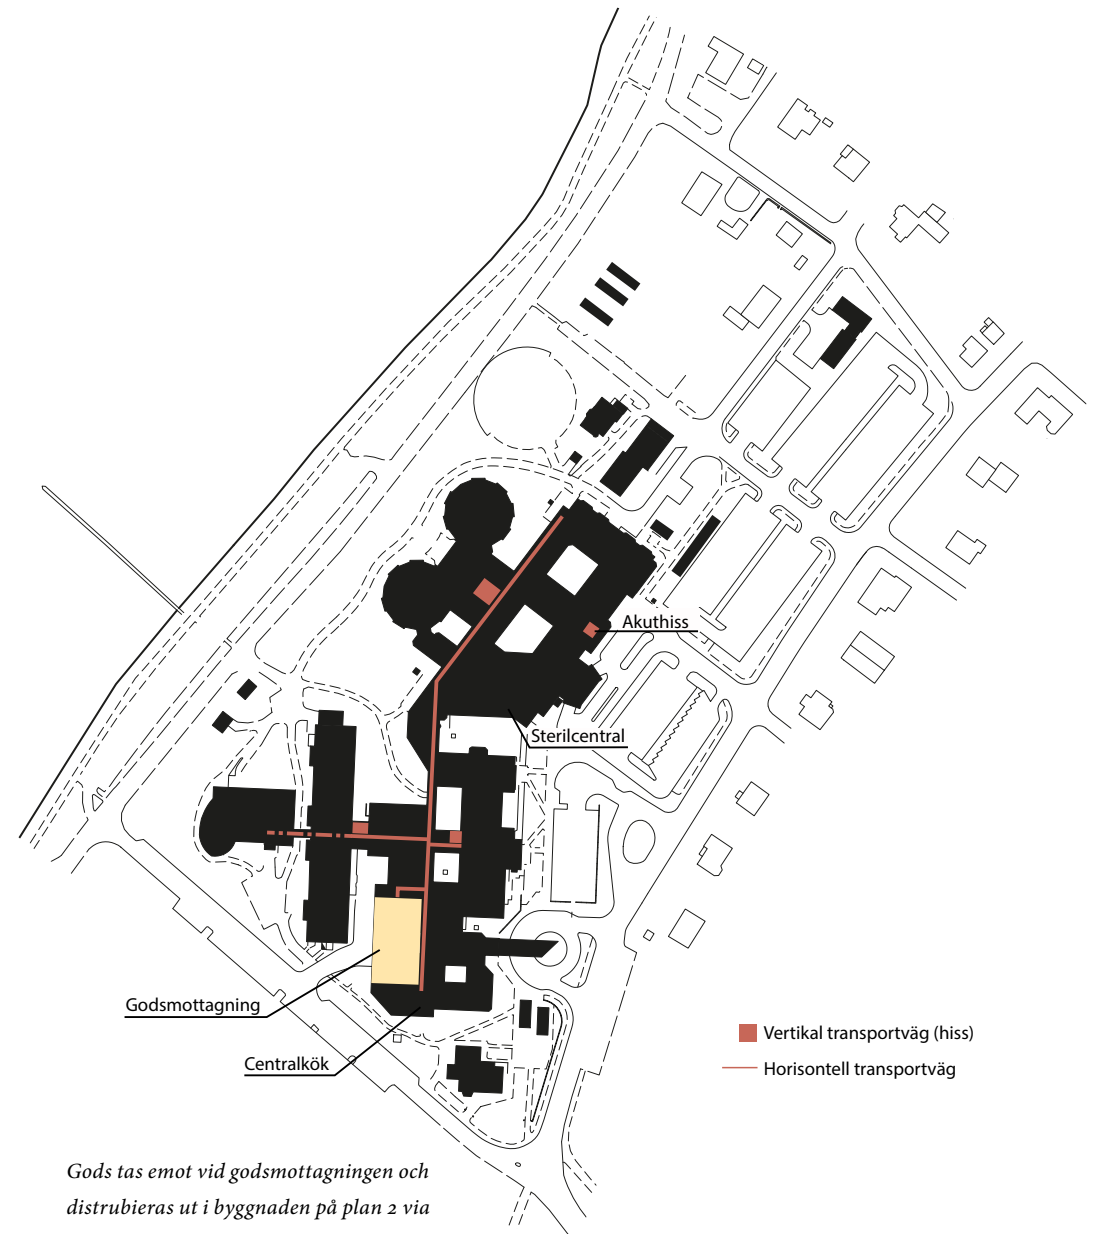 Akuthiss
Sterilcentral
Godsmottagning
Centralkök
Vertikal transportväg (hiss)
Horisontell transportväg
Gods tas emot vid godsmottagningen och
distrubieras ut i byggnaden på plan 2 via